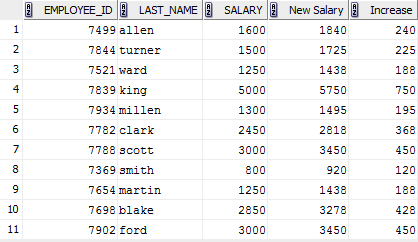 EMPLOYEE_ID LAST_NAME SALARY New Salary Increase
1 7499 allen 1600 1840 240
2 7844 turner 1500 1725 225
3 7521 ward 1250 1438 188
4 7839 king 5000 5750 750
5 7934 millen 1300 1495 195
6 7782 clark 2450 2818 368
7 7788 scott 3000 3450 450
8 7369 smith 800 920 120
9 7654 martin 1250 1438 188
10 7698 blake 2850 3278 428
11 7902 ford 3000 3450 450